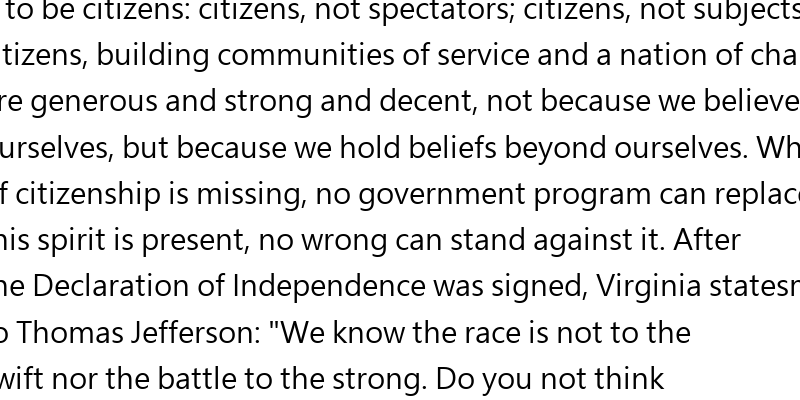 to be citizens: citizens, not spectators; citizens, not subjects
tizens, building communities of service and a nation of cha
re generous and strong and decent, not because we believe
urselves, but because we hold beliefs beyond ourselves. Wh
f citizenship is missing, no government program can replac
his spirit is present, no wrong can stand against it. After
he Declaration of Independence was signed, Virginia states
o Thomas Jefferson: "We know the race is not to the
wift nor the battle to the strong. Do you not think